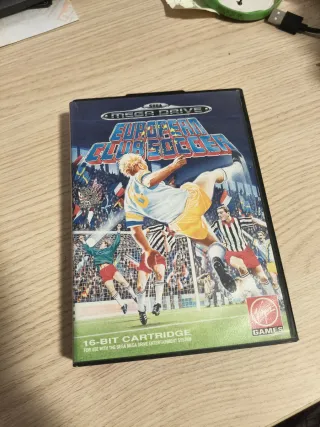 SEGA
MEGA DRIVE
EUROPEAN
CLUB SOCCER
Virgin
GAMES
16-BIT CARTRIDGE